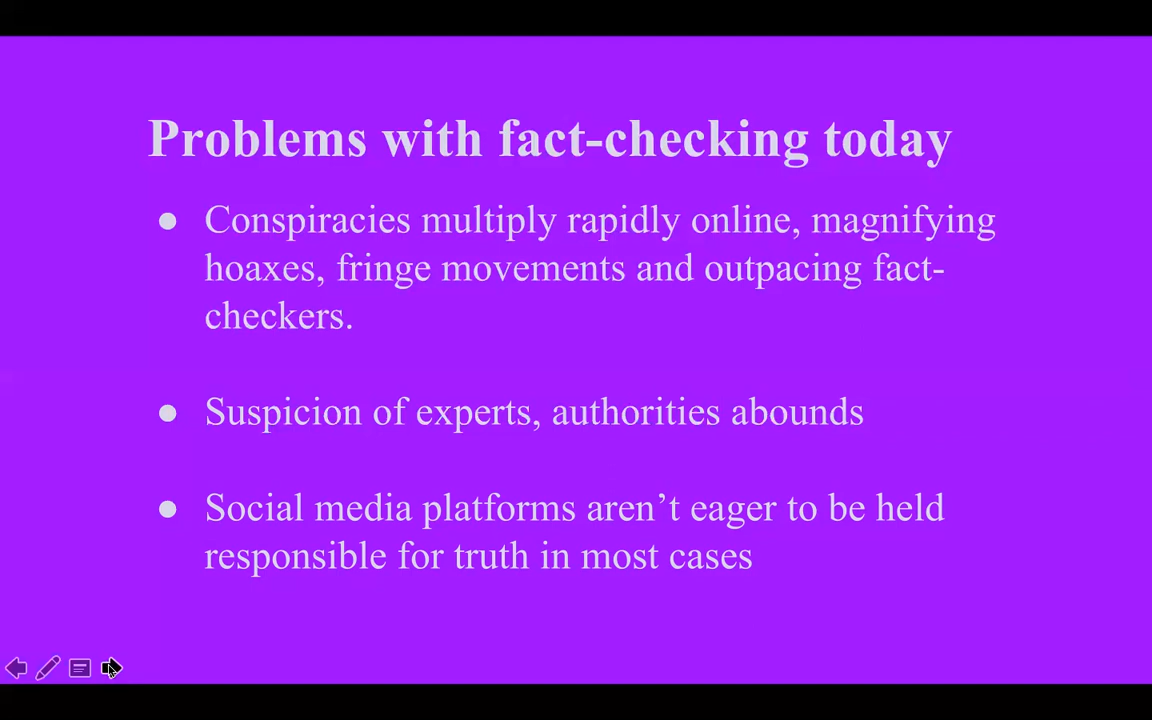 Problems with fact-checking today
● Conspiracies multiply rapidly online, magnifying
hoaxes, fringe movements and outpacing fact-
checkers.
● Suspicion of experts, authorities abounds
● Social media platforms aren’t eager to be held
responsible for truth in most cases